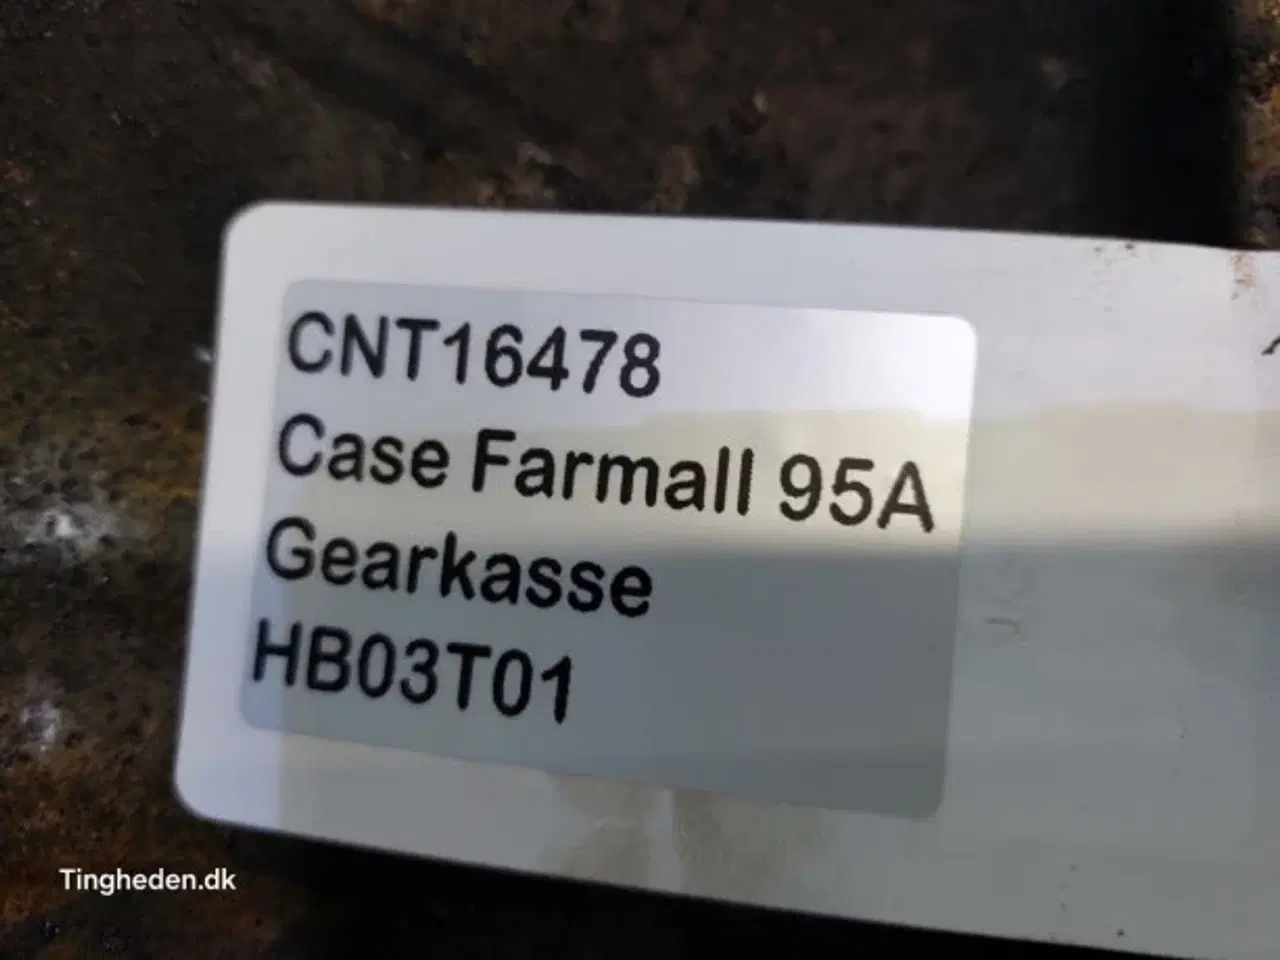 CNT16478
Case Farmall 95A
Gearkasse
HB03T01
Tingheden.dk